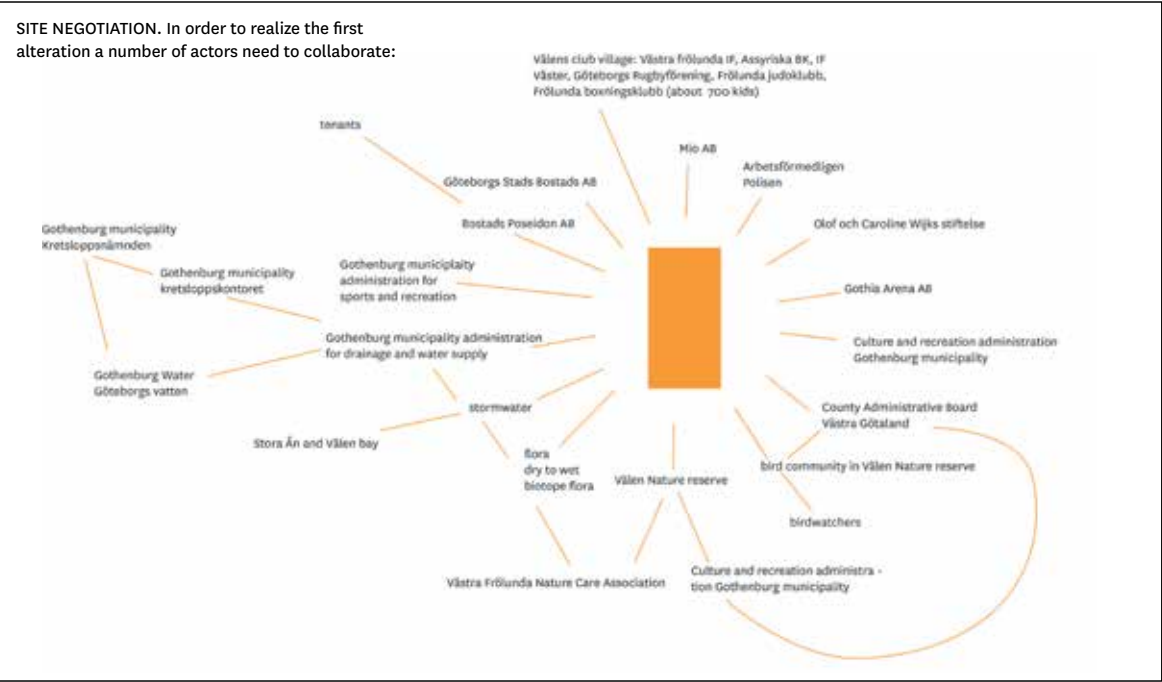 SITE NEGOTIATION. In order to realize the first
alteration a number of actors need to collaborate:
Välens club village: Västra frölunda IF, Assyriska BK, IF
Väster, Göteborgs Rugbyförening, Frölunda judoklubb,
Frölunda boxningsklubb (about 700 kids)
tenants
Mio AB
Arbetsförmedligen
Polisen
Göteborgs Stads Bostads AB
Bostads Poseidon AB
Olof och Caroline Wijks stiftelse
Gothenburg municipality
Kretsloppsnämnden
Gothenburg municipality
kretsloppskontoret
Gothenburg municiplaity
administration for
sports and recreation
Gothia Arena AB
Gothenburg municipality administration
for drainage and water supply
Culture and recreation administration
Gothenburg municipality
Gothenburg Water
Göteborgs vatten
stormwater
County Administrative Board
Västra Götaland
Stora Ån and Välen bay
flora
dry to wet
biotope flora
Välen Nature reserve
bird community in Välen Nature reserve
birdwatchers
Västra Frölunda Nature Care Association
Culture and recreation administra -
tion Gothenburg municipality